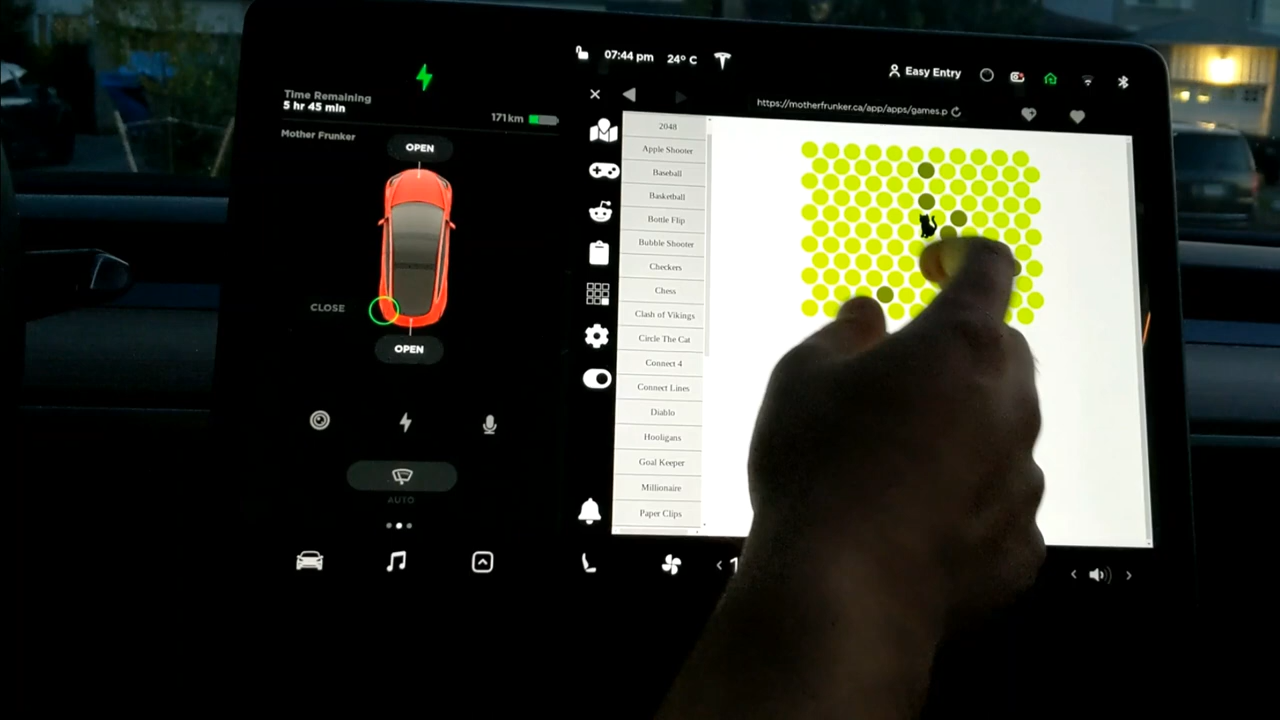 07:44 pm 24° C
Easy Entry
Time Remaining
5 hr 45 min
171 km
Mother Frunker
OPEN
CLOSE
OPEN
AUTO
https://motherfrunker.ca/app/apps/games.p
2048
Apple Shooter
Baseball
Basketball
Bottle Flip
Bubble Shooter
Checkers
Chess
Clash of Vikings
Circle The Cat
Connect 4
Connect Lines
Diablo
Hooligans
Goal Keeper
Millionaire
Paper Clips